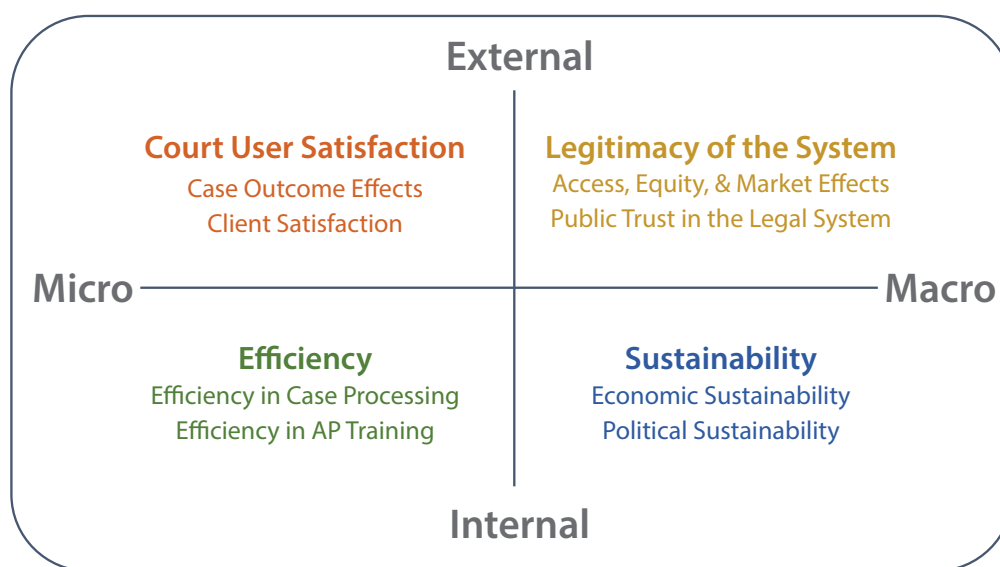 External
Court User Satisfaction
Case Outcome Effects
Client Satisfaction
Legitimacy of the System
Access, Equity, & Market Effects
Public Trust in the Legal System
Micro
Macro
Efficiency
Efficiency in Case Processing
Efficiency in AP Training
Sustainability
Economic Sustainability
Political Sustainability
Internal